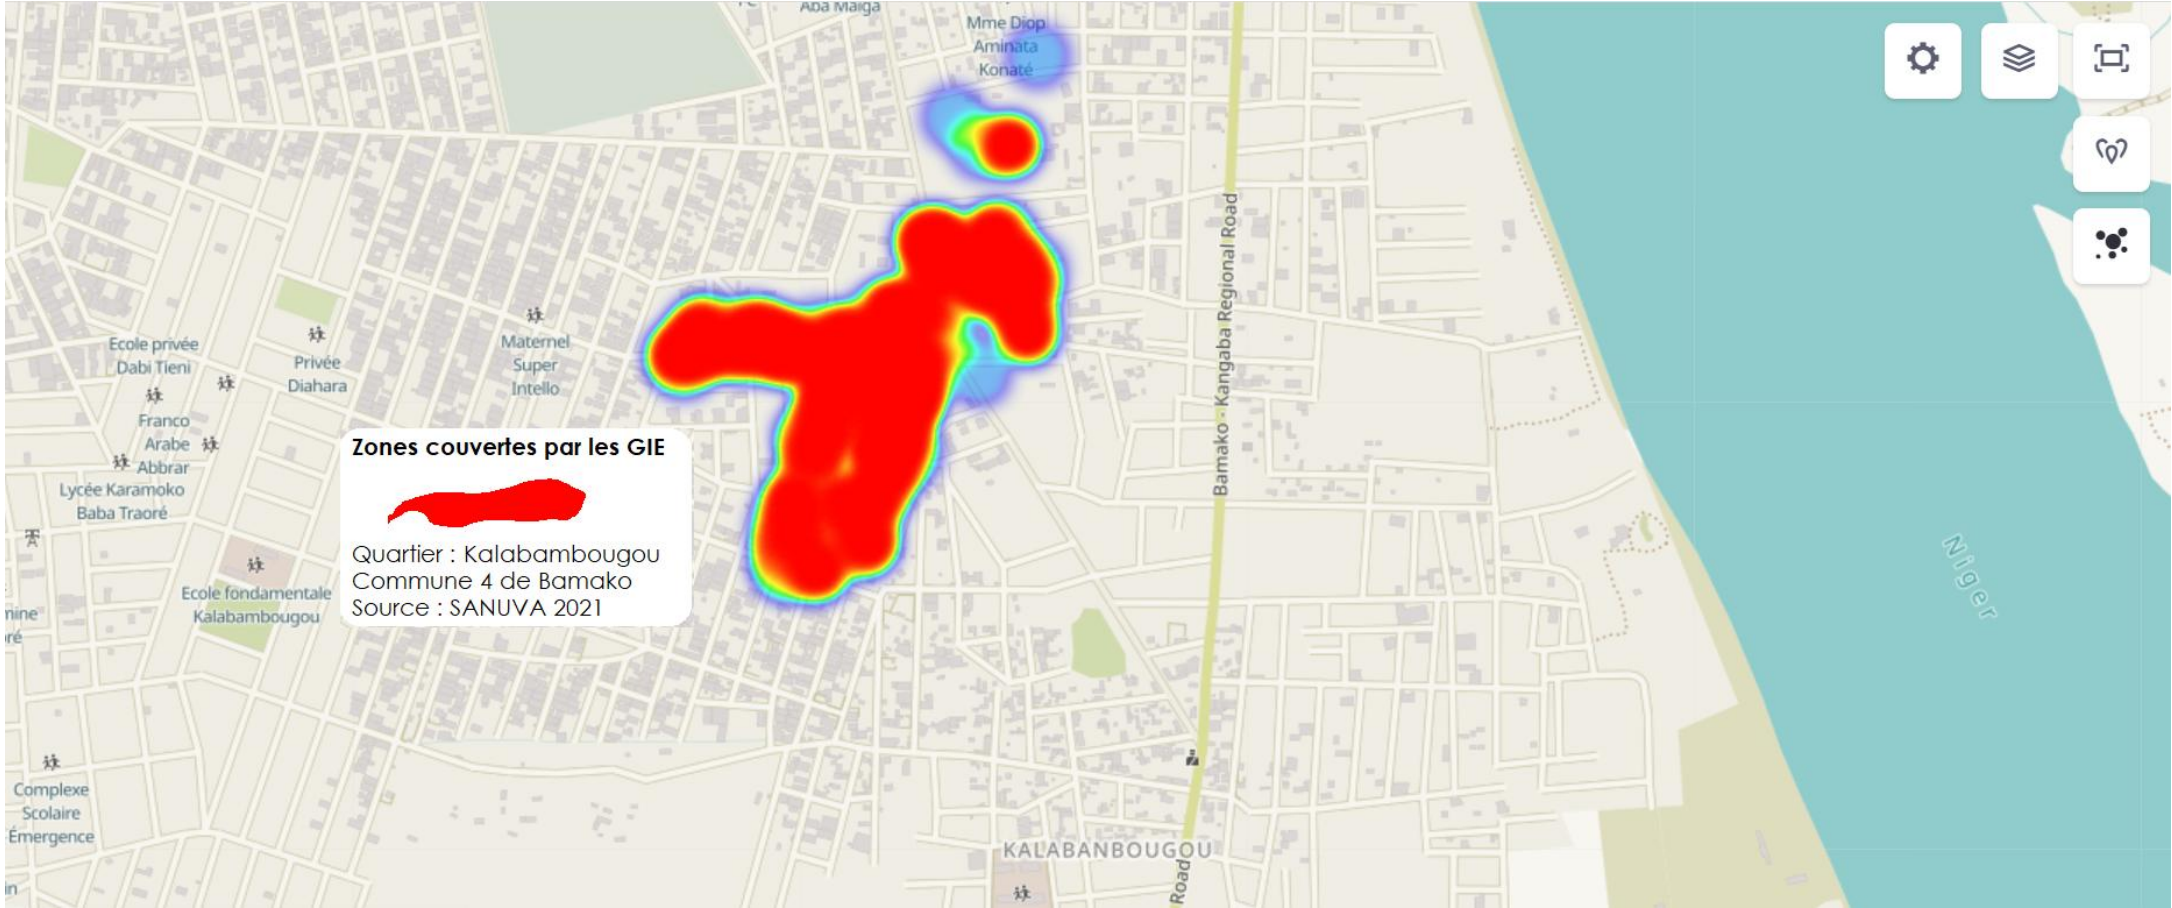 Aba Maïga
Mme Diop
Aminata
Konaté
Bamako - Kangaba Regional Road
Ecole privée
Dabi Tieni
Privée
Diahara
Maternel
Super
Intello
Franco
Arabe
Abbrar
Lycée Karamoko
Baba Traoré
Zones couvertes par les GIE
Quartier : Kalabambougou
Commune 4 de Bamako
Source : SANUVA 2021
Ecole fondamentale
Kalabambougou
Niger
Complexe
Scolaire
Émergence
KALABANBOUGOU
Road